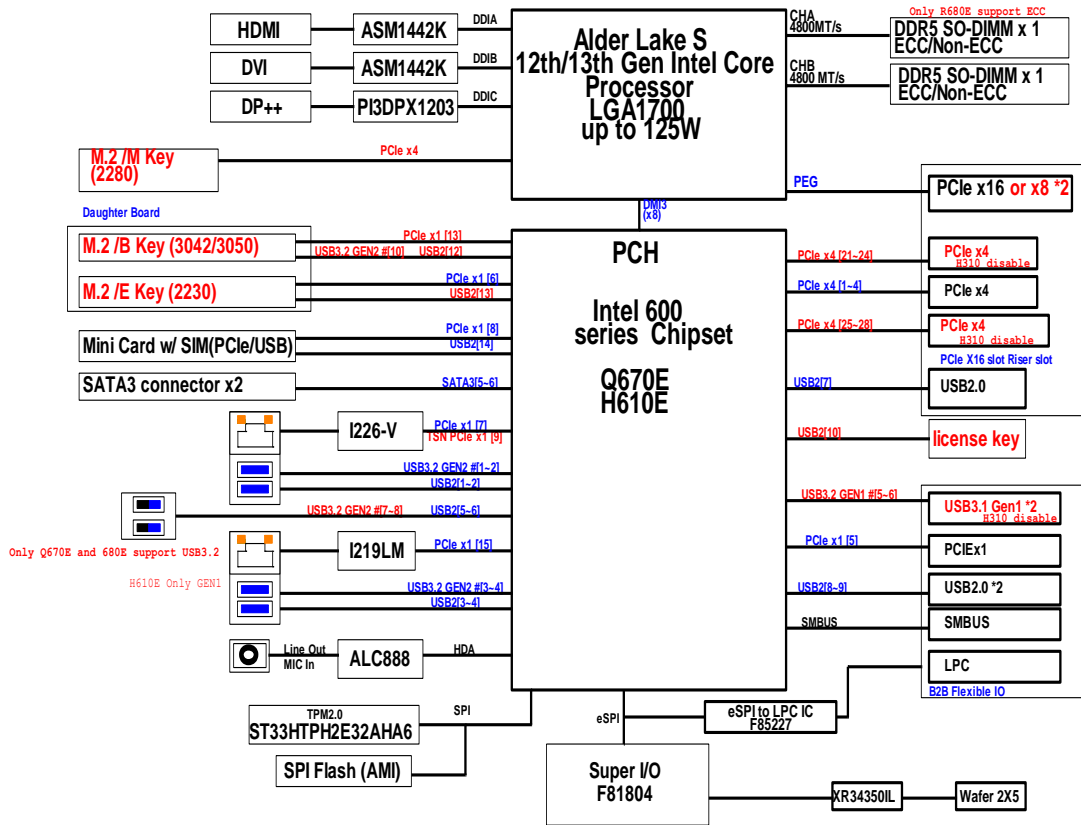 HDMI
ASM1442K
DDIA
DVI
ASM1442K
DDIB
DP++
PI3DPX1203
DDIC
Alder Lake S
12th/13th Gen Intel Core
Processor
LGA1700
up to 125W
CHA
4800MT/s
Only R680E support ECC
DDR5 SO-DIMM x 1
ECC/Non-ECC
CHB
4800 MT/s
DDR5 SO-DIMM x 1
ECC/Non-ECC
M.2 /M Key
(2280)
PCIe x4
PEG
PCIe x16 or x8 *2
DMI3
(x8)
Daughter Board
M.2 /B Key (3042/3050)
PCIe x1 [13]
USB3.2 GEN2 #[10] USB2[12]
M.2 /E Key (2230)
PCIe x1 [6]
USB2[13]
Mini Card w/ SIM(PCIe/USB)
PCIe x1 [8]
USB2[14]
SATA3 connector x2
SATA3[5~6]
I226-V
PCIe x1 [7]
TSN PCIe x1 [9]
USB3.2 GEN2 #[1~2]
USB2[1~2]
USB3.2 GEN2 #[7~8] USB2[5~6]
Only Q670E and 680E support USB3.2
I219LM
PCIe x1 [15]
H610E Only GEN1
USB3.2 GEN2 #[3~4]
USB2[3~4]
Line Out
MIC In
ALC888
HDA
PCH
Intel 600
series Chipset
Q670E
H610E
PCIe x4 [21~24]
PCIe x4
H310 disable
PCIe x4 [1~4]
PCIe x4
PCIe x4 [25~28]
PCIe x4
H310 disable
PCIe X16 slot Riser slot
USB2[7]
USB2.0
USB2[10]
license key
USB3.2 GEN1 #[5~6]
USB3.1 Gen1 *2
H310 disable
PCIe x1 [5]
PCIEx1
USB2[8~9]
USB2.0 *2
SMBUS
SMBUS
LPC
B2B Flexible IO
TPM2.0
ST33HTPH2E32AHA6
SPI
SPI Flash (AMI)
eSPI
eSPI to LPC IC
F85227
Super I/O
F81804
XR34350IL
Wafer 2X5